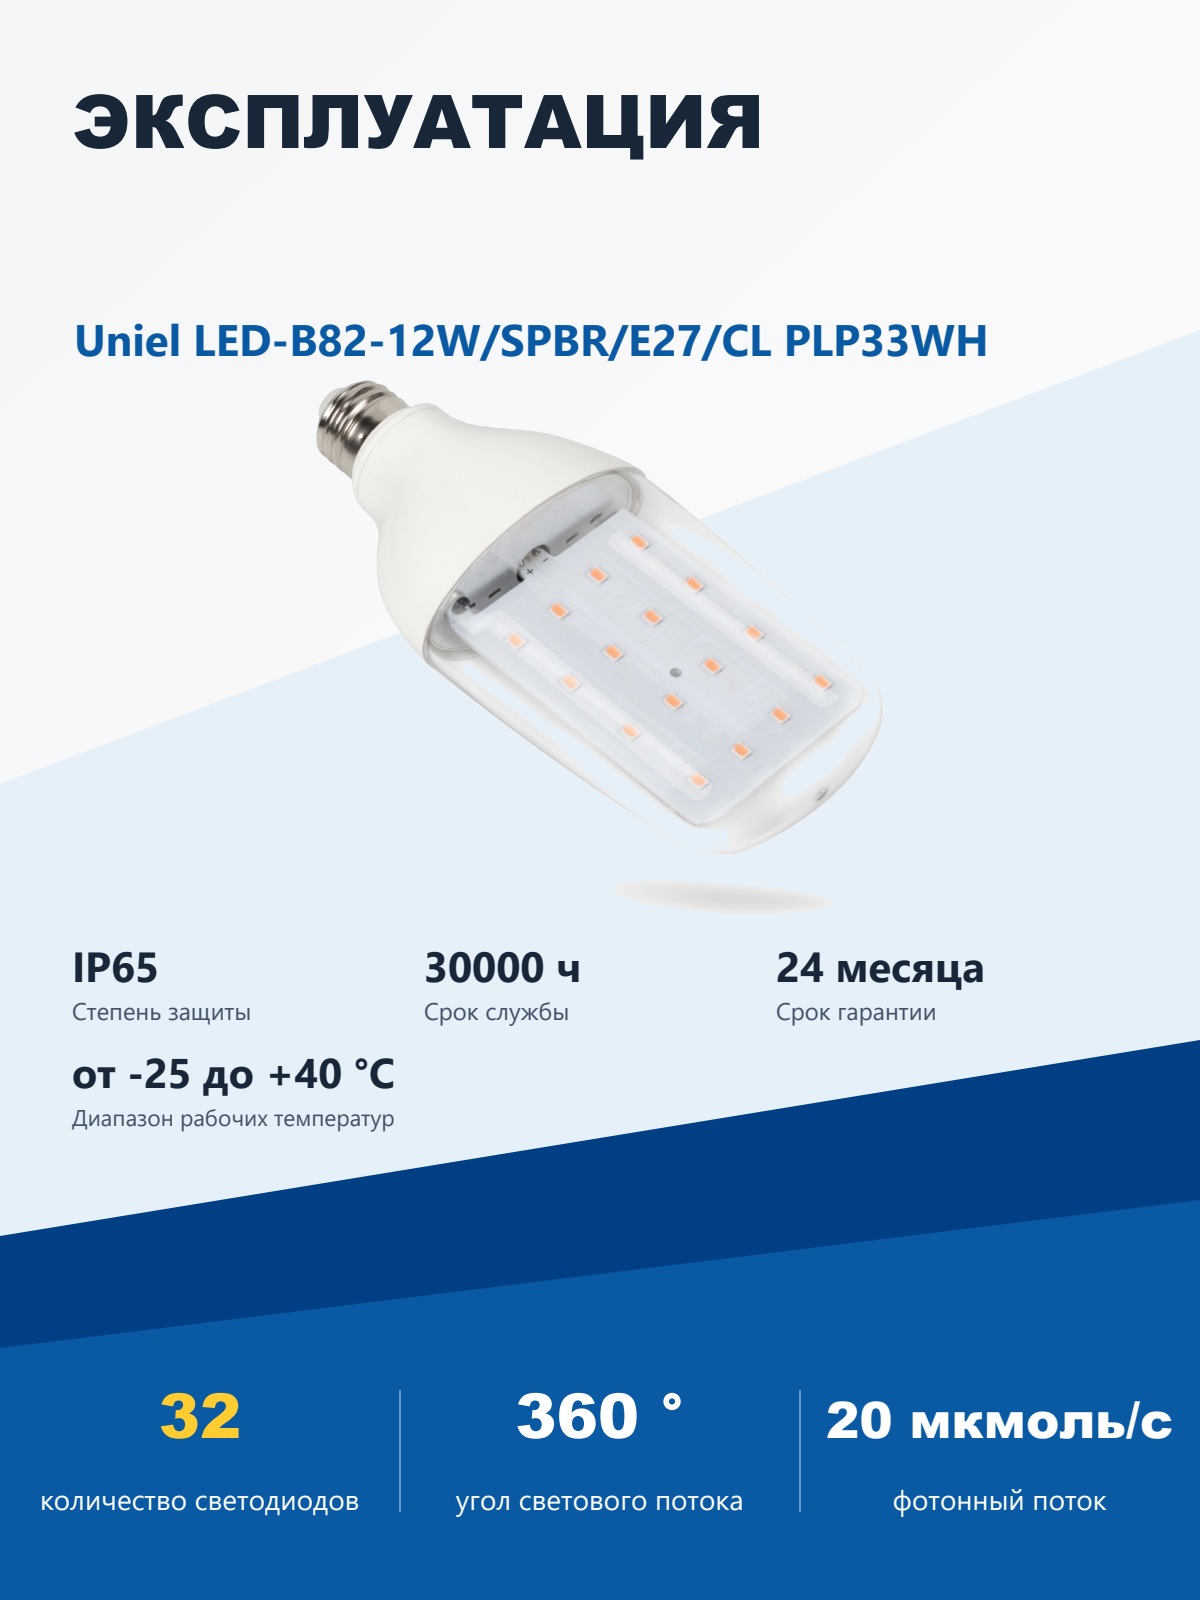 ЭКСПЛУАТАЦИЯ
Uniel LED-B82-12W/SPBR/E27/CL PLP33WH
IP65
Степень защиты
30000 ч
Срок службы
24 месяца
Срок гарантии
от -25 до +40 °C
Диапазон рабочих температур
32
количество светодиодов
360 °
угол светового потока
20 мкмоль/с
фотонный поток